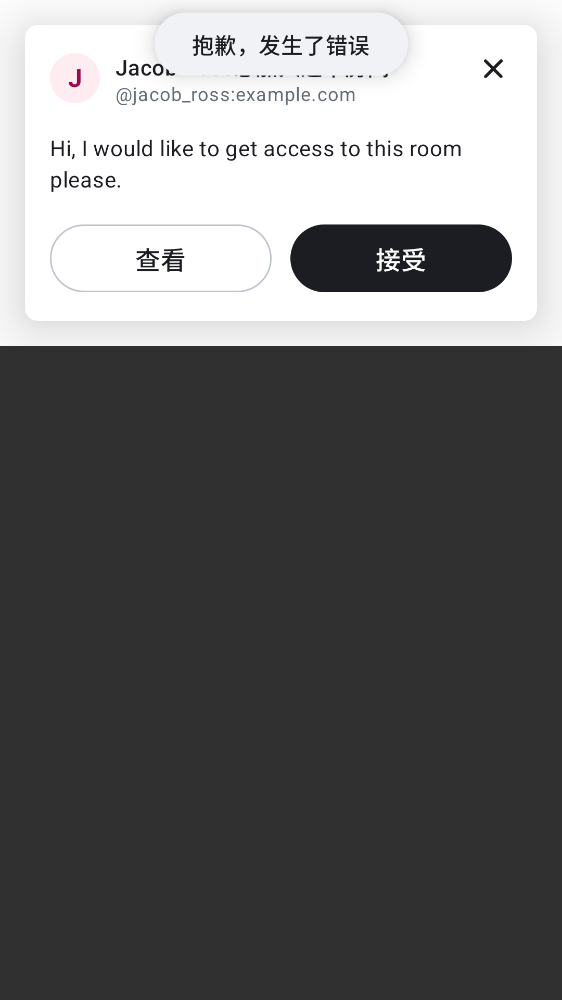 抱歉，发生了错误
J
Jacob
@jacob_ross:example.com
Hi, I would like to get access to this room
please.
查看
接受